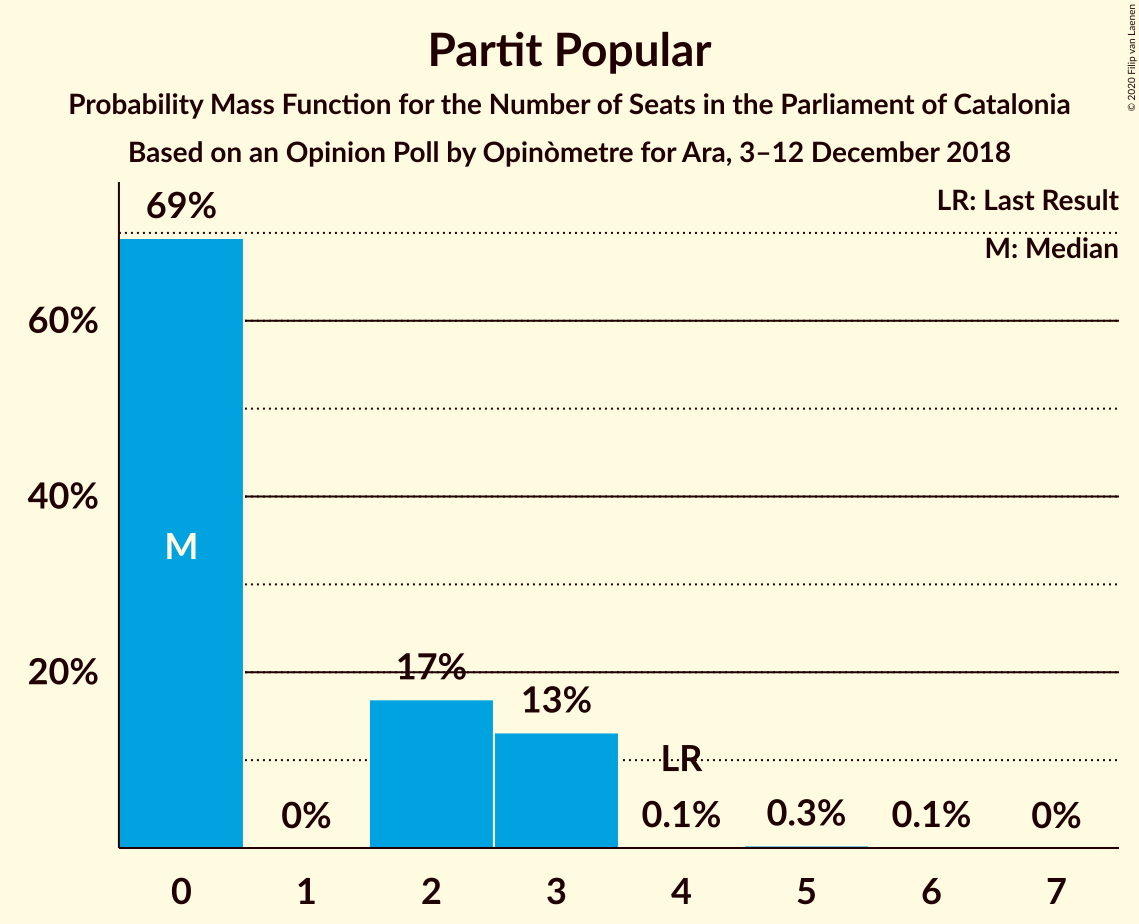 Partit Popular
Probability Mass Function for the Number of Seats in the Parliament of Catalonia
Based on an Opinion Poll by Opinòmetre for Ara, 3–12 December 2018
© 2020 Filip van Laenen
LR: Last Result
M: Median
69%
60%
40%
20%
M
17%
13%
LR
0%
0.1%
0.3%
0.1%
0%
0 1 2 3 4 5 6 7